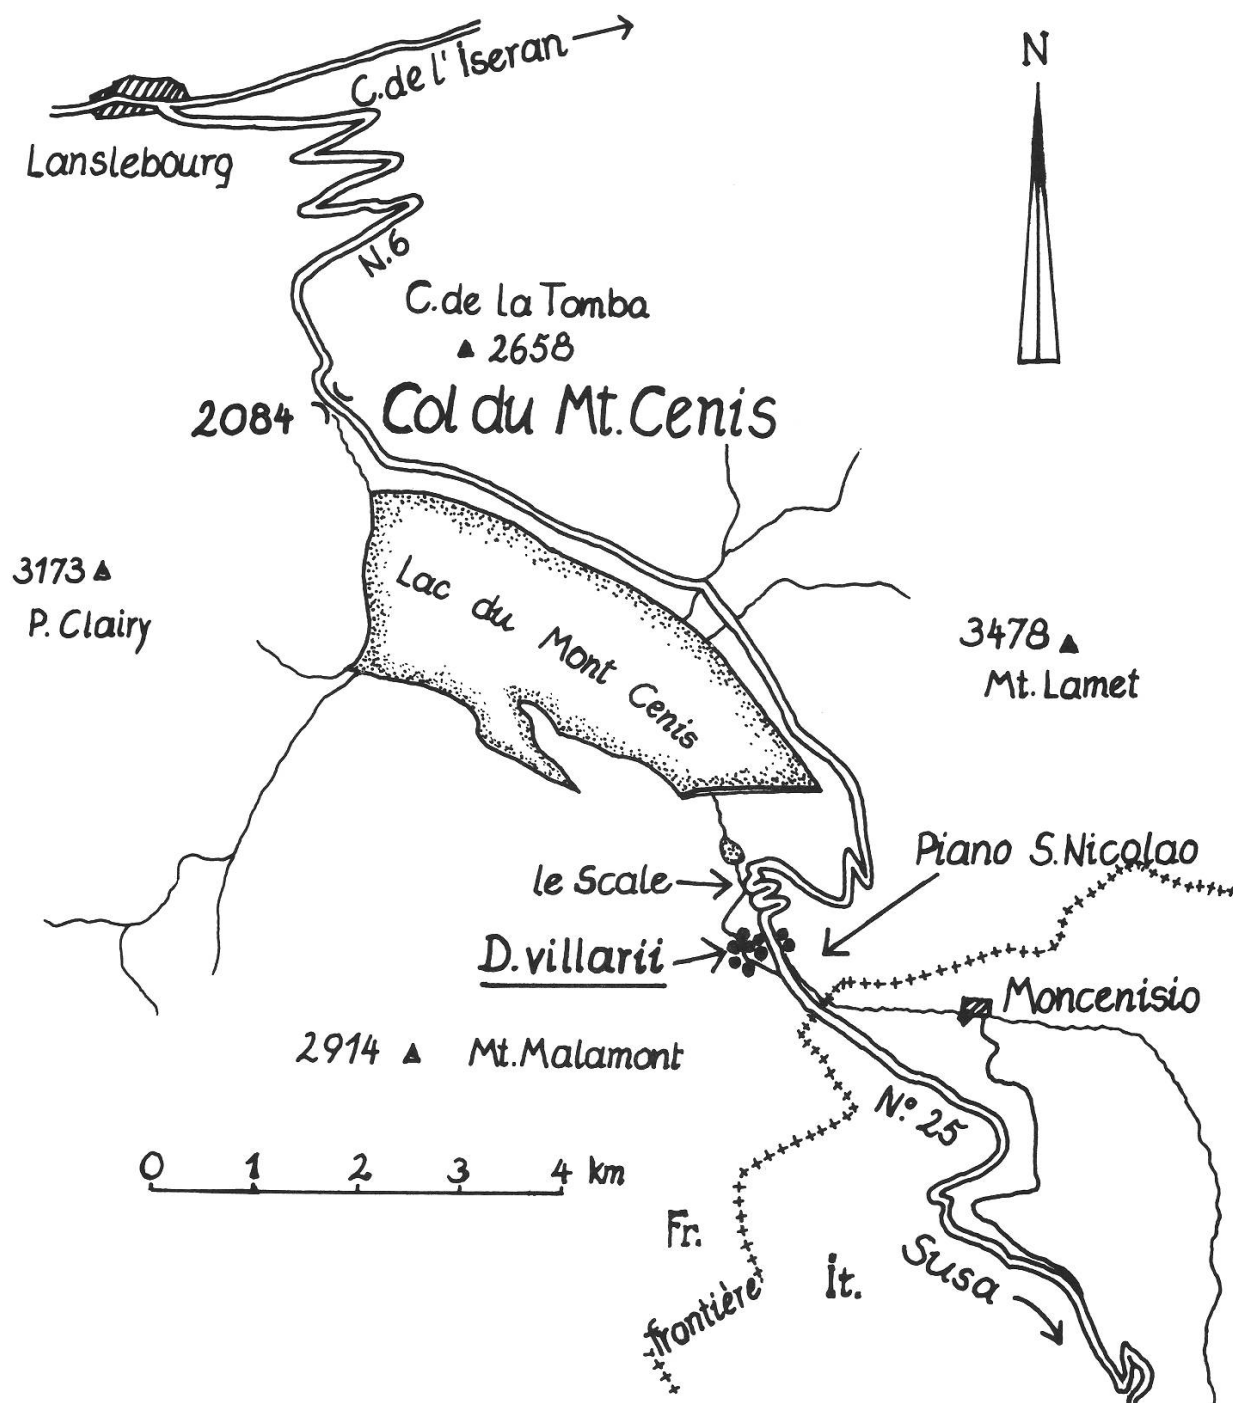 C. de l'İseran
N
Lanslebourg
N.6
C. de la Tomba
2658
2084
Col du Mt. Cenis
3173
P. Clairy
Lac du Mont Cenis
3478
Mt. Lamet
Piano S. Nicolao
le Scale
D. villarii
Moncenisio
2914
Mt. Malamont
No. 25
0 1 2 3 4 km
Fr.
İt.
Susa
frontière